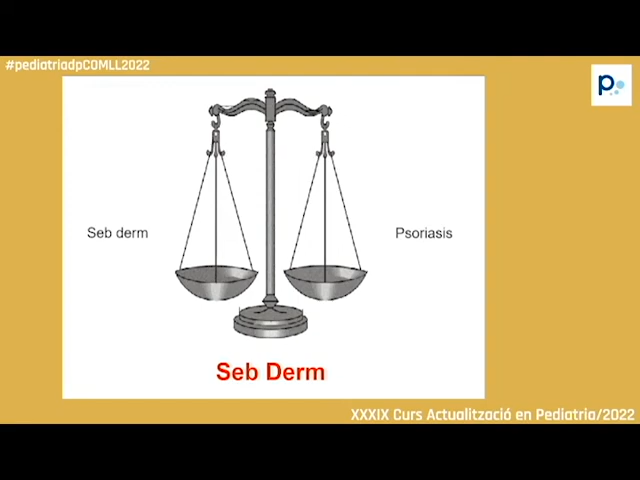 #pediatriadpCOMLL2022
p
Seb derm
Psoriasis
Seb Derm
XXXIX Curs Actualització en Pediatria/2022